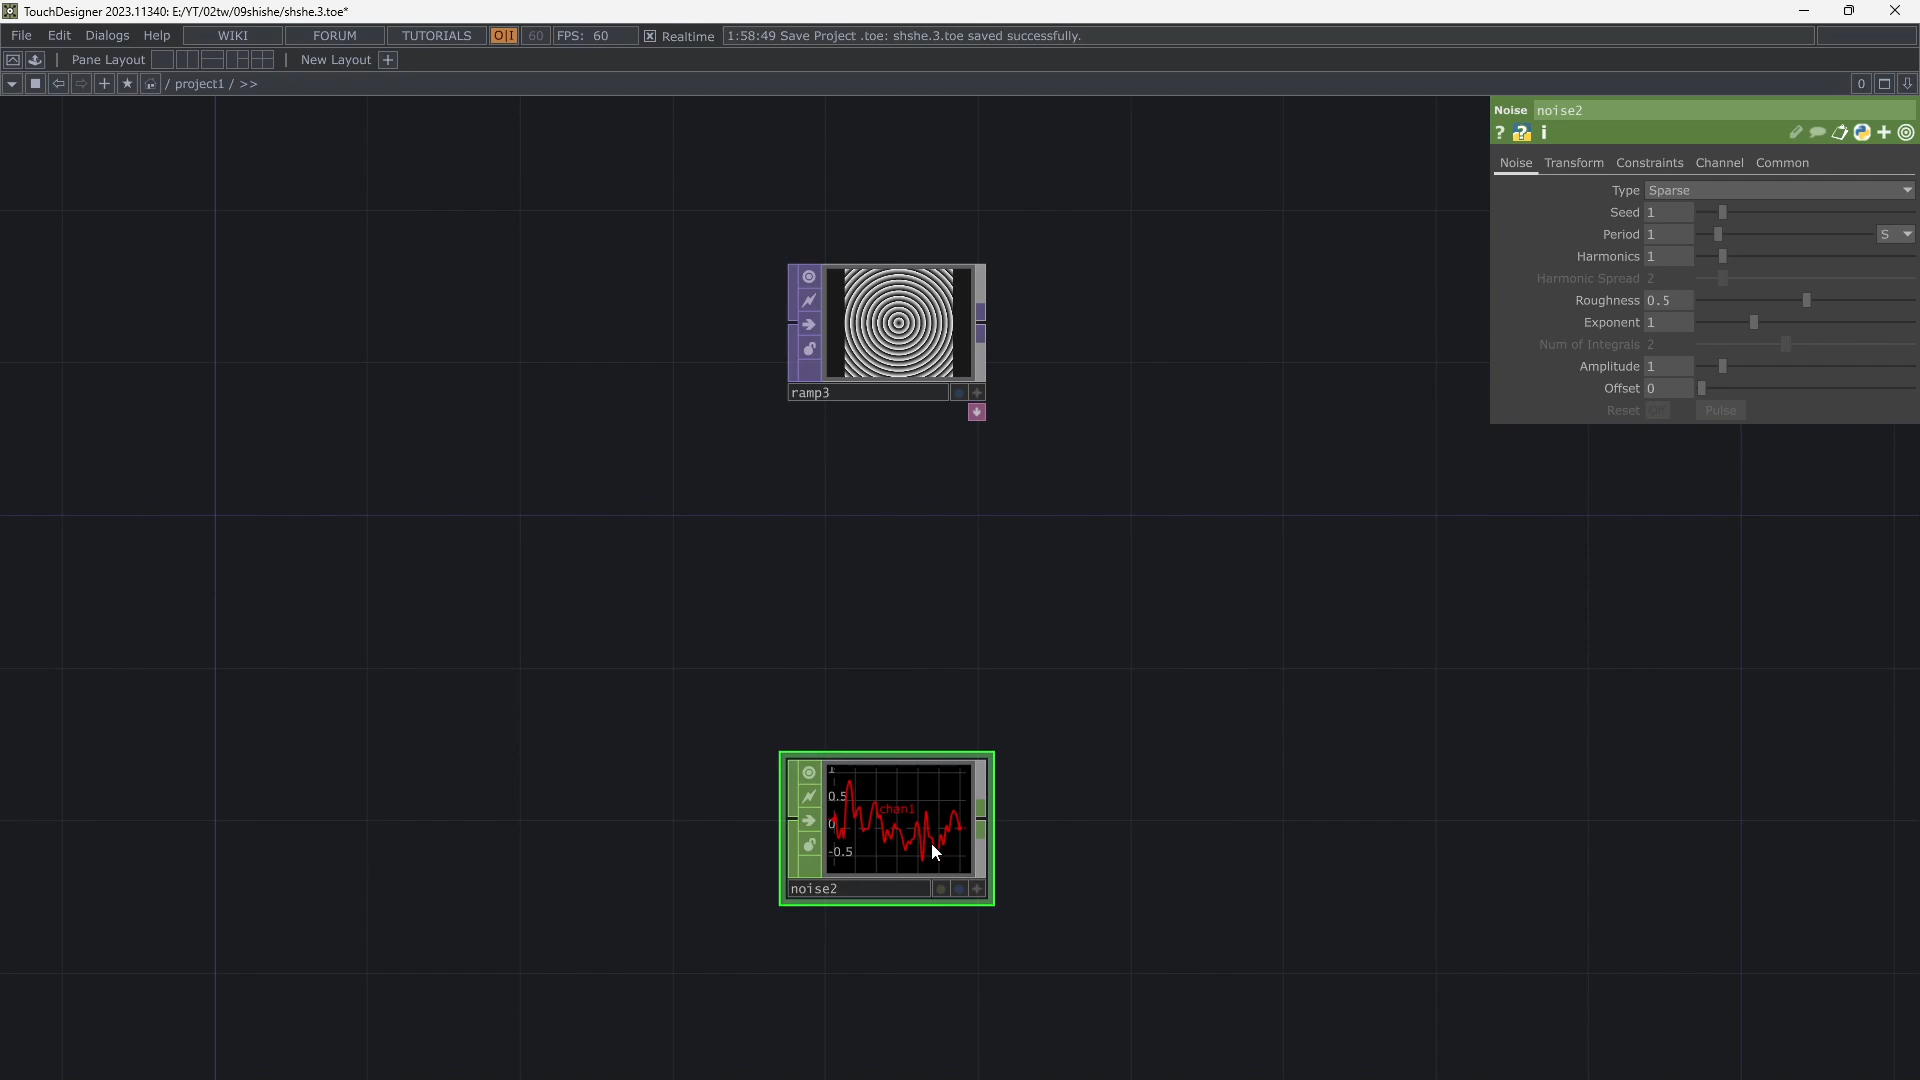 TouchDesigner 2023.11340: E:/YT/02tw/09shishe/shshe.3.toe*
File Edit Dialogs Help WIKI FORUM TUTORIALS O|I 60 FPS: 60 Realtime 1:58:49 Save Project .toe: shshe.3.toe saved successfully.
Pane Layout New Layout +
/ project1 / >> 0
Noise noise2
? ? i
Noise Transform Constraints Channel Common
Type Sparse
Seed 1
Period 1 S
Harmonics 1
Harmonic Spread 2
Roughness 0.5
Exponent 1
Num of Integrals 2
Amplitude 1
Offset 0
Reset Off Pulse
ramp3
1
0.5
chan1
0
-0.5
noise2